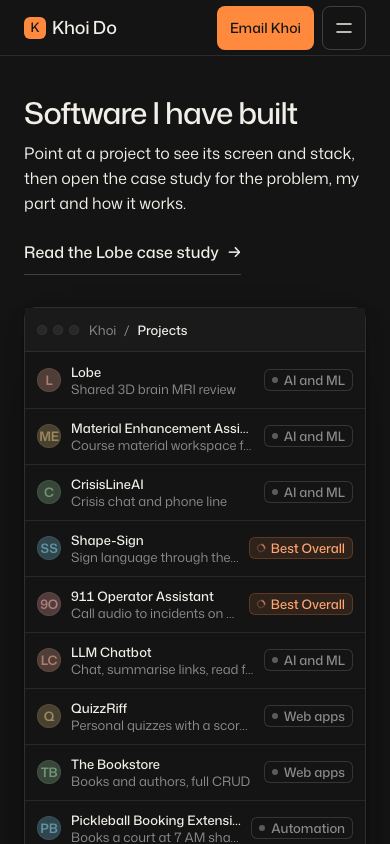 K Khoi Do
Email Khoi
Software I have built
Point at a project to see its screen and stack,
then open the case study for the problem, my
part and how it works.
Read the Lobe case study →
Khoi / Projects
L
Lobe
Shared 3D brain MRI review
AI and ML
ME
Material Enhancement Assi...
Course material workspace f...
AI and ML
C
CrisisLineAI
Crisis chat and phone line
AI and ML
SS
Shape-Sign
Sign language through the...
Best Overall
9O
911 Operator Assistant
Call audio to incidents on ...
Best Overall
LC
LLM Chatbot
Chat, summarise links, read f...
AI and ML
Q
QuizzRiff
Personal quizzes with a scor...
Web apps
TB
The Bookstore
Books and authors, full CRUD
Web apps
PB
Pickleball Booking Extensi...
Books a court at 7 AM sha...
Automation